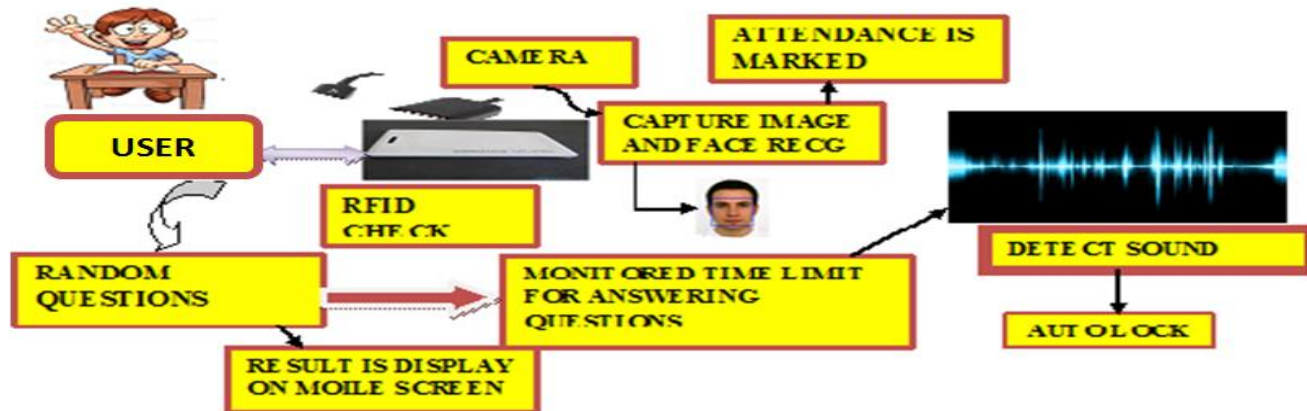 ATTENDANCE IS
MARKED
CAMERA
CAPTURE IMAGE
AND FACE RECG
USER
RFID
CHECK
DETECT SOUND
RANDOM
QUESTIONS
MONITORED TIME LIMIT
FOR ANSWERING
QUESTIONS
AUTOLOCK
RESULT IS DISPLAY
ON MOILE SCREEN